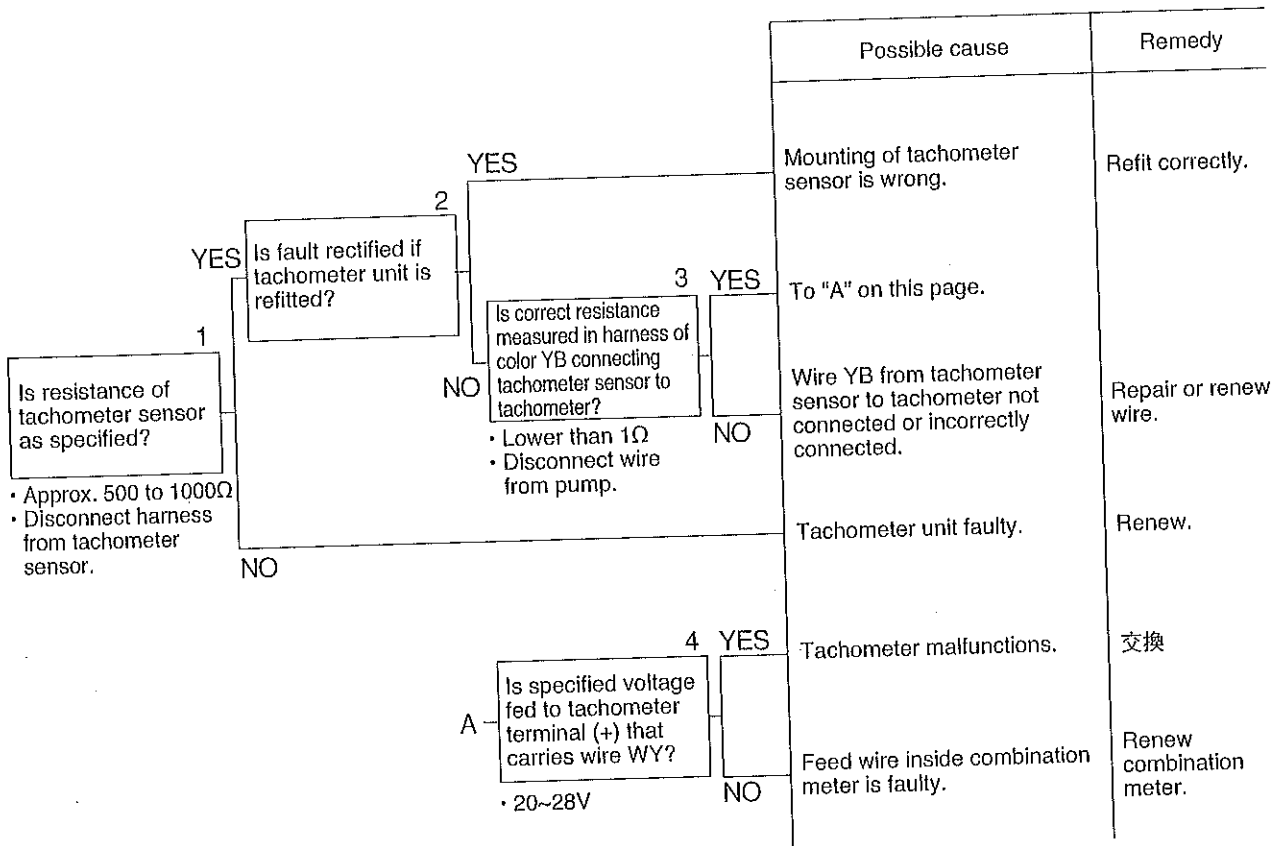 Possible cause
Remedy
YES
Mounting of tachometer
sensor is wrong.
Refit correctly.
2
YES
Is fault rectified if
tachometer unit is
refitted?
3
YES
To "A" on this page.
1
Is correct resistance
measured in harness of
color YB connecting
tachometer sensor to
tachometer?
NO
Is resistance of
tachometer sensor
as specified?
Wire YB from tachometer
sensor to tachometer not
connected or incorrectly
connected.
Repair or renew
wire.
• Lower than 1Ω
• Disconnect wire
from pump.
NO
• Approx. 500 to 1000Ω
• Disconnect harness
from tachometer
sensor.
NO
Tachometer unit faulty.
Renew.
4
YES
Tachometer malfunctions.
交換
A
Is specified voltage
fed to tachometer
terminal (+) that
carries wire WY?
• 20~28V
NO
Feed wire inside combination
meter is faulty.
Renew
combination
meter.